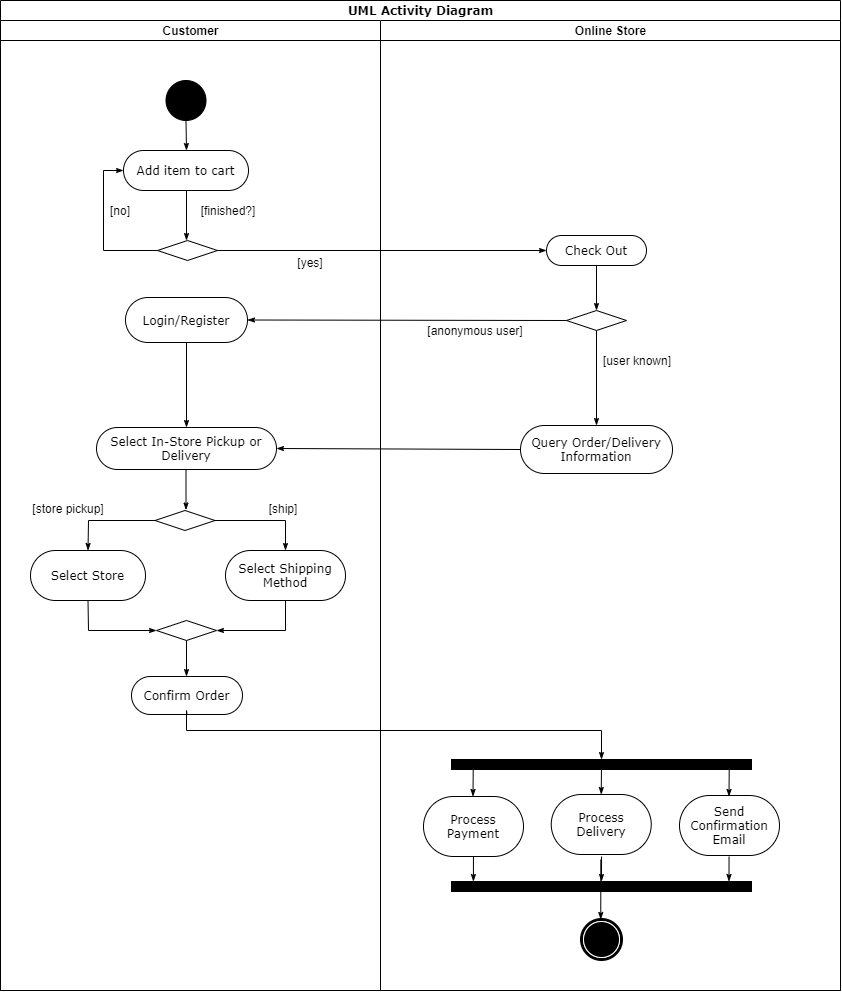 UML Activity Diagram
Customer
Online Store
Add item to cart
[no]
[finished?]
[yes]
Check Out
Login/Register
[anonymous user]
[user known]
Select In-Store Pickup or
Delivery
Query Order/Delivery
Information
[store pickup]
[ship]
Select Store
Select Shipping
Method
Confirm Order
Process
Payment
Process
Delivery
Send
Confirmation
Email